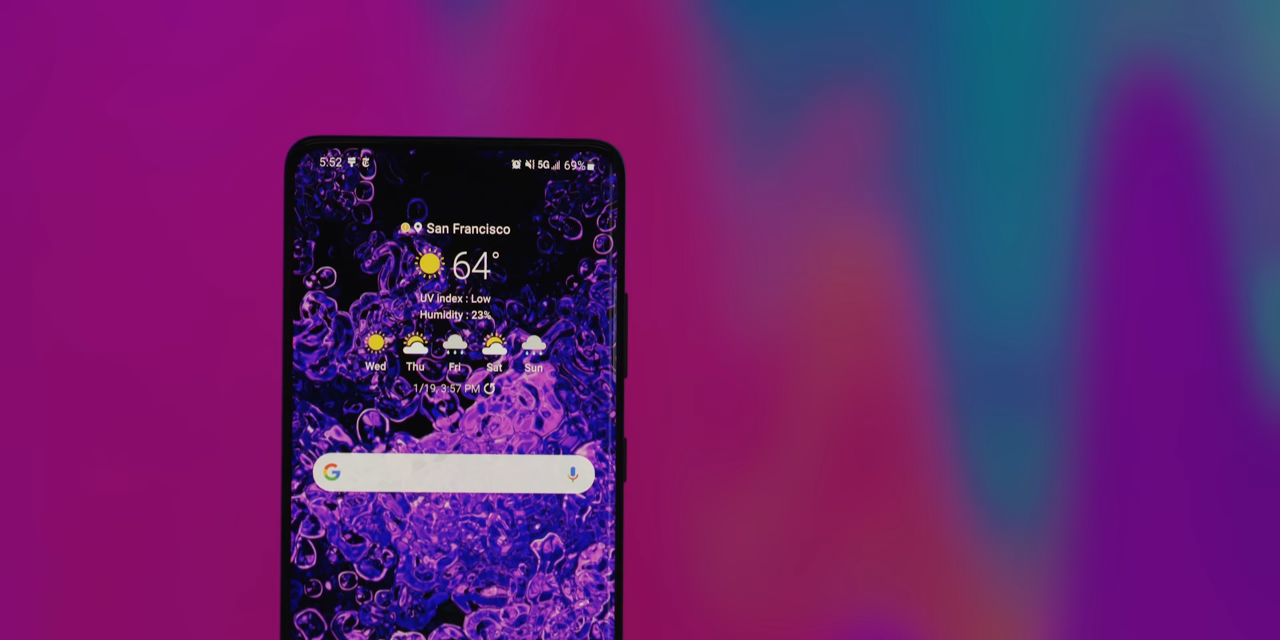 5:52 5G 69%
San Francisco
64°
UV index : Low
Humidity : 23%
Wed Thu Fri Sat Sun
1/19, 3:57 PM
G